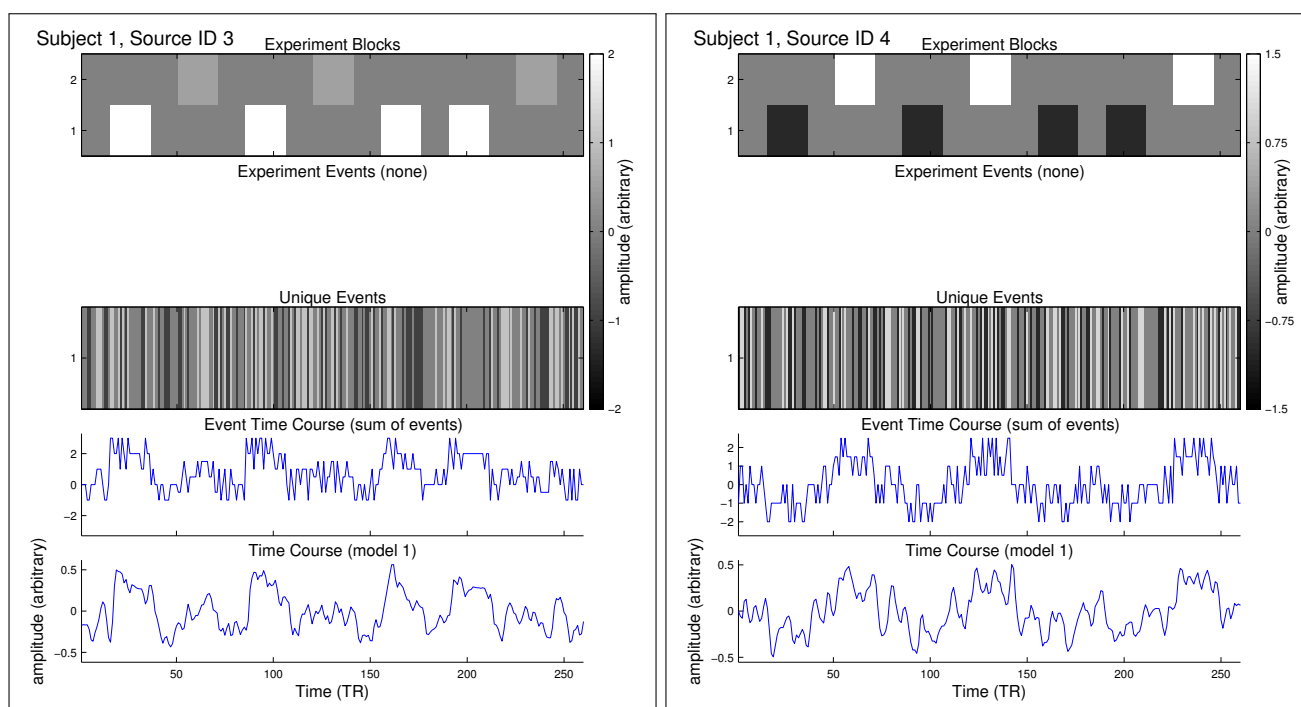 Subject 1, Source ID 3
Experiment Blocks
2
1
Experiment Events (none)
Unique Events
1
2
1
0
−1
−2
amplitude (arbitrary)
Event Time Course (sum of events)
2
0
−2
Time Course (model 1)
0.5
0
−0.5
amplitude (arbitrary)
50
100
150
200
250
Time (TR)
Subject 1, Source ID 4
Experiment Blocks
2
1
Experiment Events (none)
Unique Events
1
1.5
0.75
0
−0.75
−1.5
amplitude (arbitrary)
Event Time Course (sum of events)
2
1
0
−1
−2
Time Course (model 1)
0.5
0
−0.5
amplitude (arbitrary)
50
100
150
200
250
Time (TR)